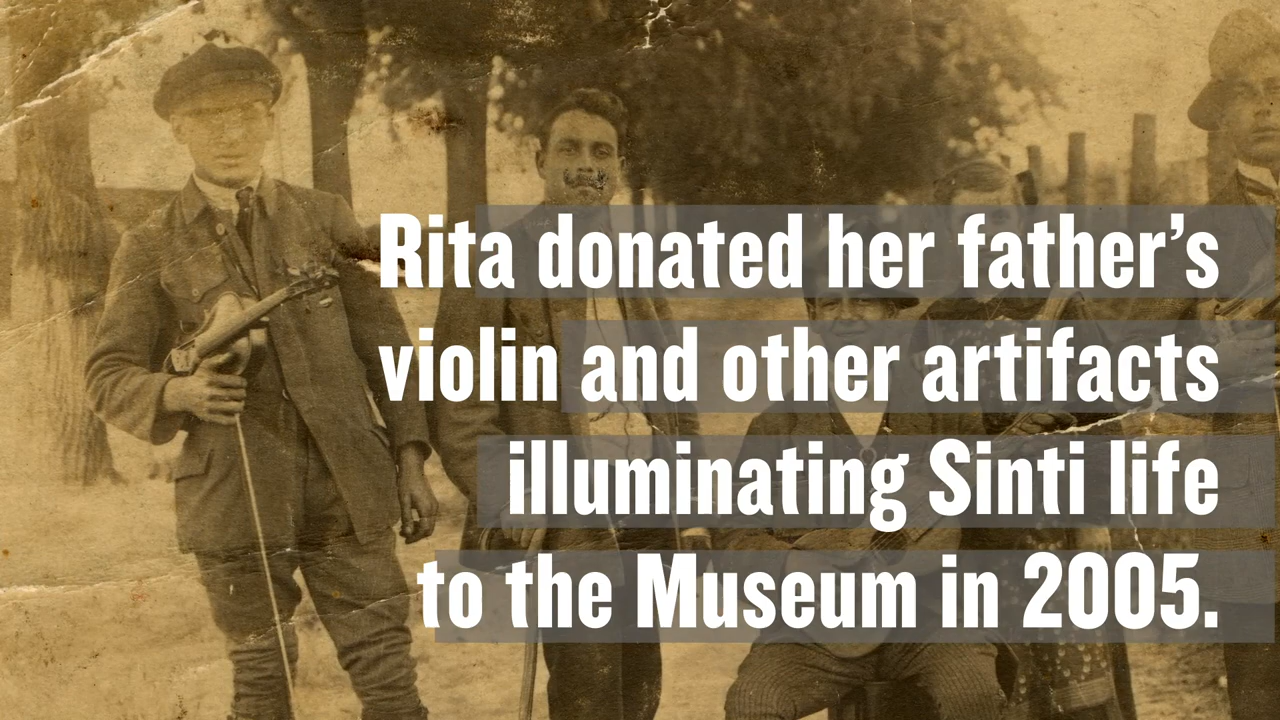 Rita donated her father’s
violin and other artifacts
illuminating Sinti life
to the Museum in 2005.